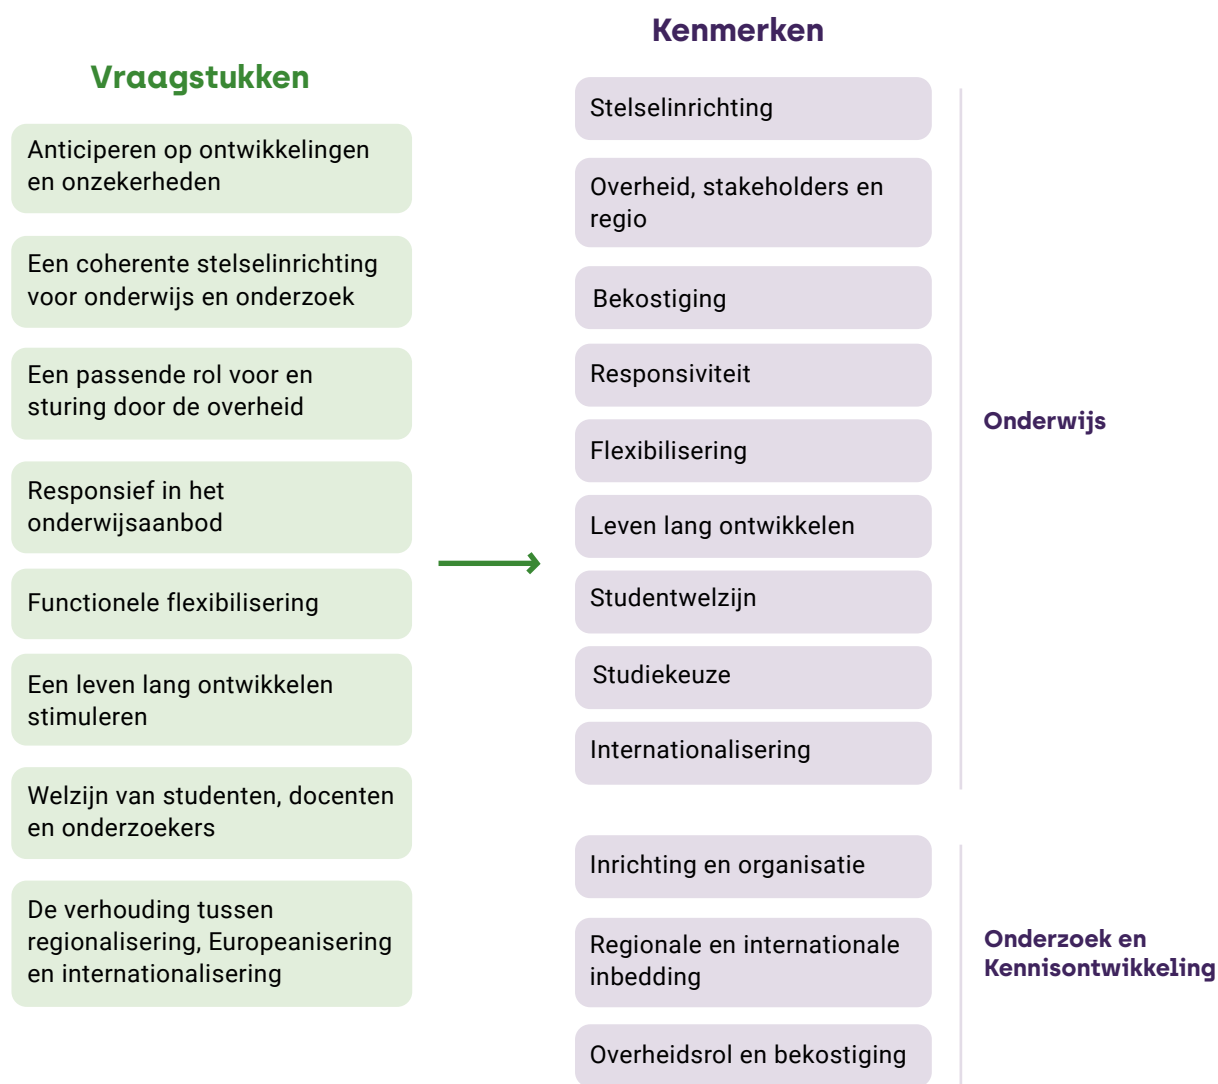 Vraagstukken
Anticiperen op ontwikkelingen
en onzekerheden
Een coherente stelselinrichting
voor onderwijs en onderzoek
Een passende rol voor en
sturing door de overheid
Responsief in het
onderwijsaanbod
Functionele flexibilisering
Een leven lang ontwikkelen
stimuleren
Welzijn van studenten, docenten
en onderzoekers
De verhouding tussen
regionalisering, Europeanisering
en internationalisering
Kenmerken
Stelselinrichting
Overheid, stakeholders en
regio
Bekostiging
Responsiviteit
Flexibilisering
Leven lang ontwikkelen
Studentwelzijn
Studiekeuze
Internationalisering
Onderwijs
Inrichting en organisatie
Regionale en internationale
inbedding
Overheidsrol en bekostiging
Onderzoek en
Kennisontwikkeling